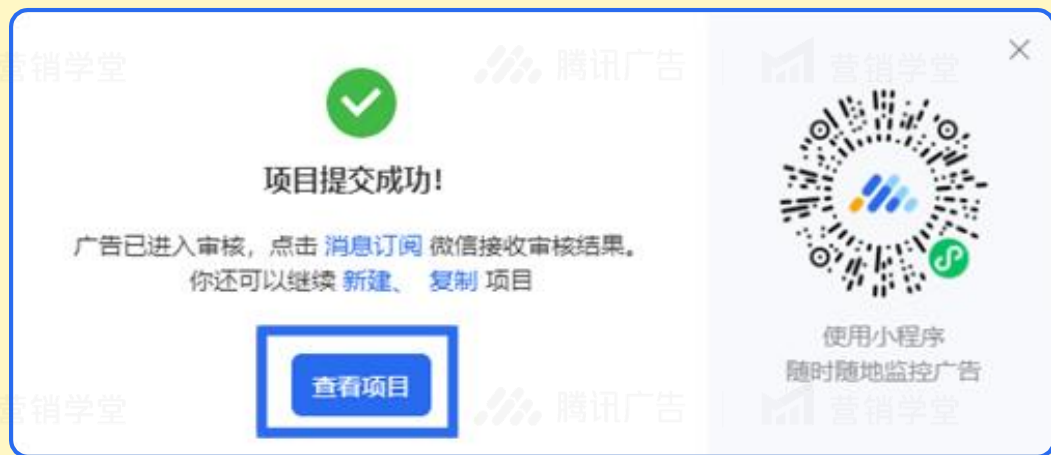 营销学堂
腾讯广告
营销学堂
项目提交成功!
广告已进入审核，点击 消息订阅 微信接收审核结果。
你还可以继续 新建、 复制 项目
查看项目
使用小程序
随时随地监控广告
营销学堂
腾讯广告
营销学堂